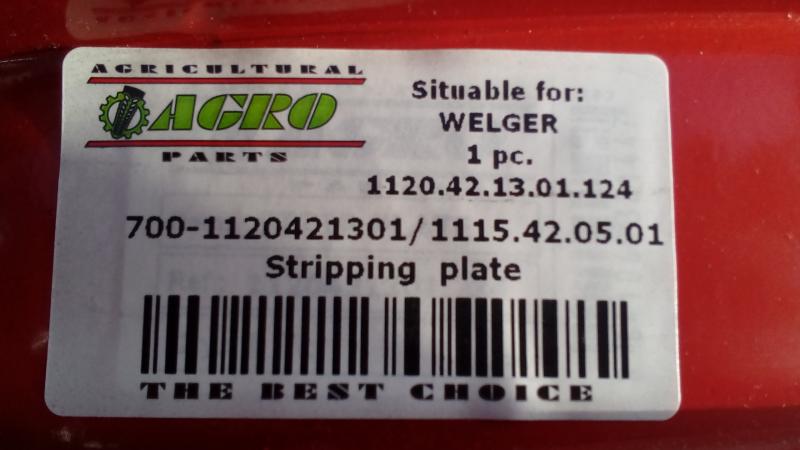 AGRICULTURAL
AGRO
PARTS
Situable for:
WELGER
1 pc.
1120.42.13.01.124
700-1120421301/1115.42.05.01
Stripping plate
THE BEST CHOICE